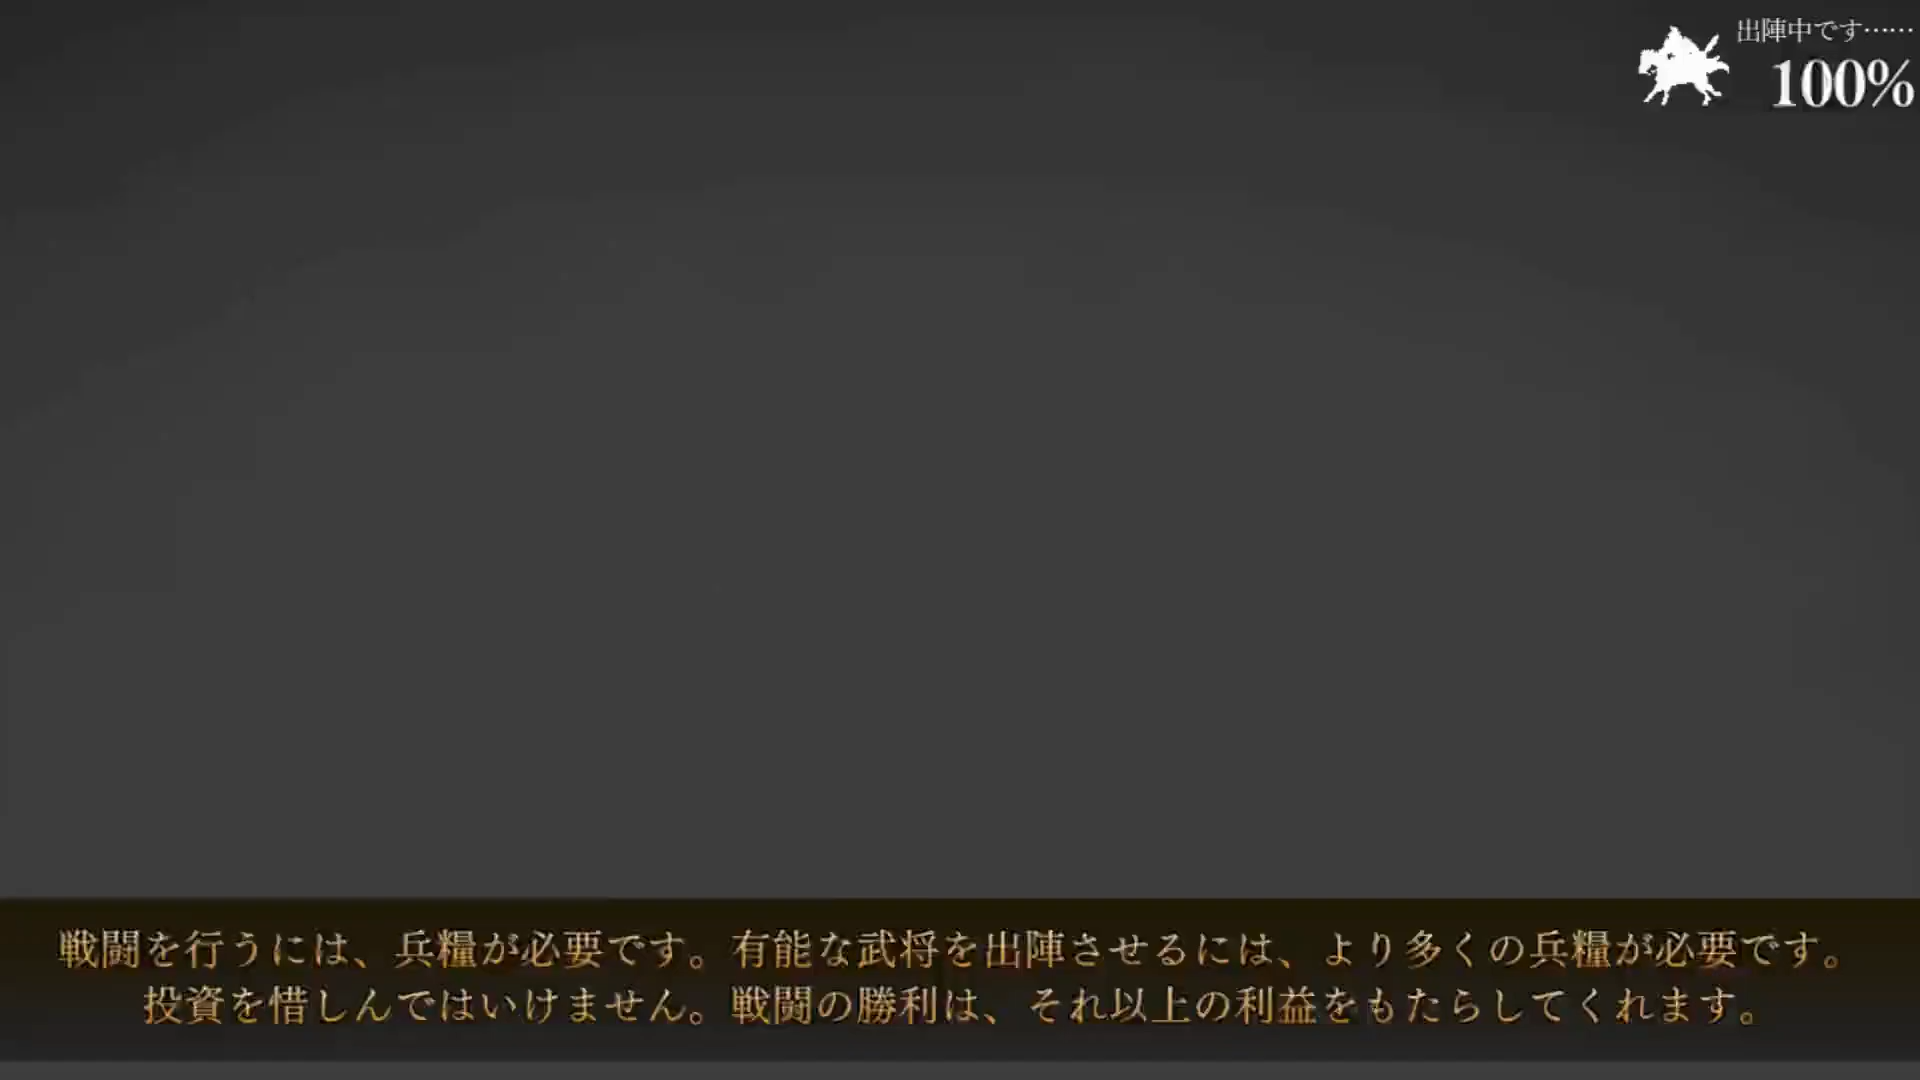 出陣中です……
100%
戦闘を行うには、兵糧が必要です。有能な武将を出陣させるには、より多くの兵糧が必要です。
投資を惜しんではいけません。戦闘の勝利は、それ以上の利益をもたらしてくれます。